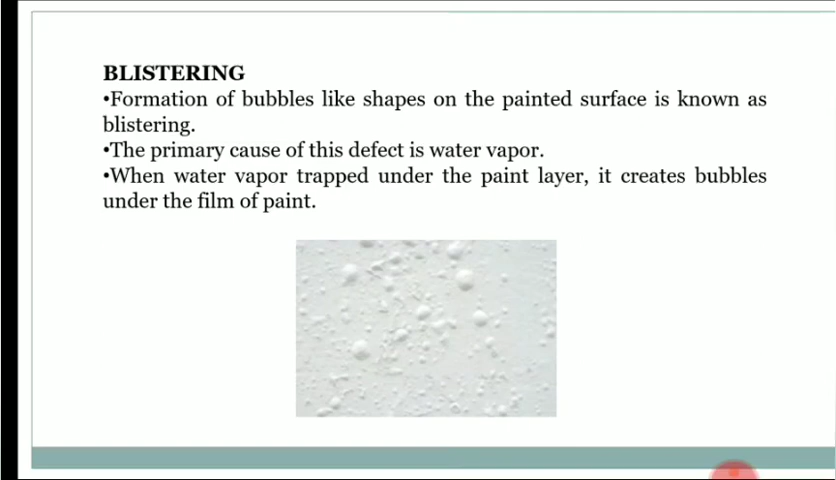 BLISTERING
•Formation of bubbles like shapes on the painted surface is known as
blistering.
•The primary cause of this defect is water vapor.
•When water vapor trapped under the paint layer, it creates bubbles
under the film of paint.